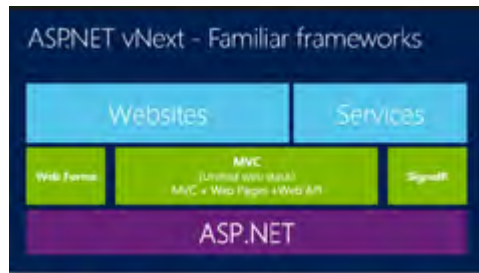 ASP.NET vNext - Familiar frameworks
Websites
Services
Web Forms
MVC
(Unified web stack)
MVC + Web Pages +Web API
SignalR
ASP.NET